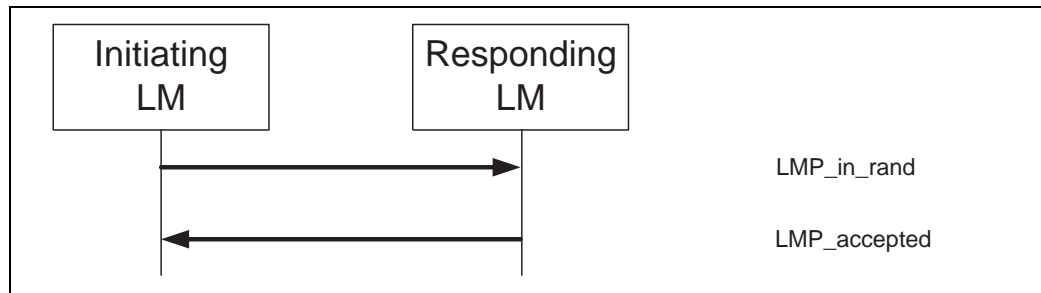 Initiating
LM
Responding
LM
LMP_in_rand
LMP_accepted